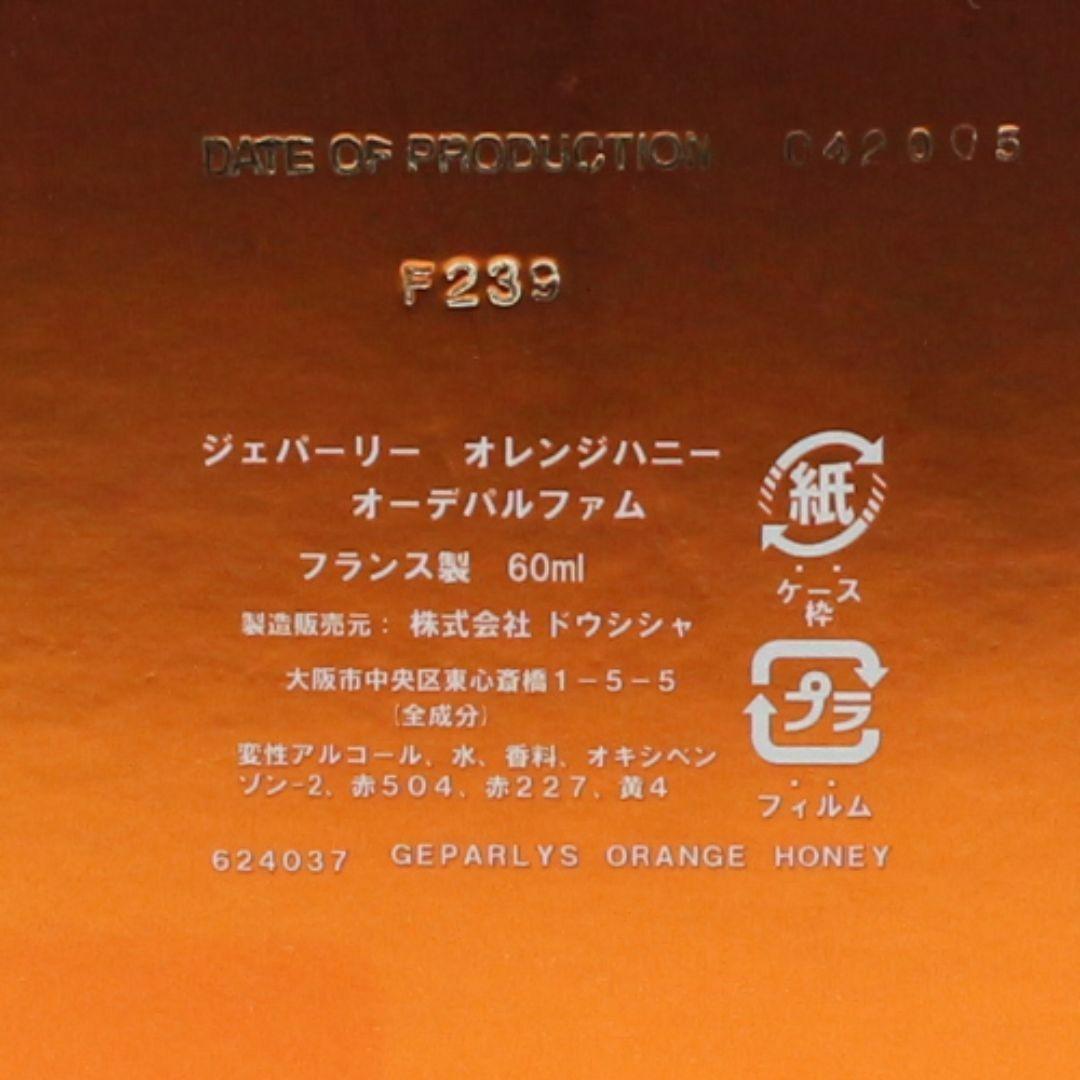 DATE OF PRODUCTION 042005
F239
ジェパーリー オレンジハニー
オーデパルファム
フランス製 60ml
製造販売元： 株式会社 ドウシシャ
大阪市中央区東心斎橋１－５－５
(全成分)
変性アルコール、水、香料、オキシベン
ゾン-2、赤５０４、赤２２７、黄４
624037 GEPARLYS ORANGE HONEY
紙
ケース
枠
プラ
フィルム